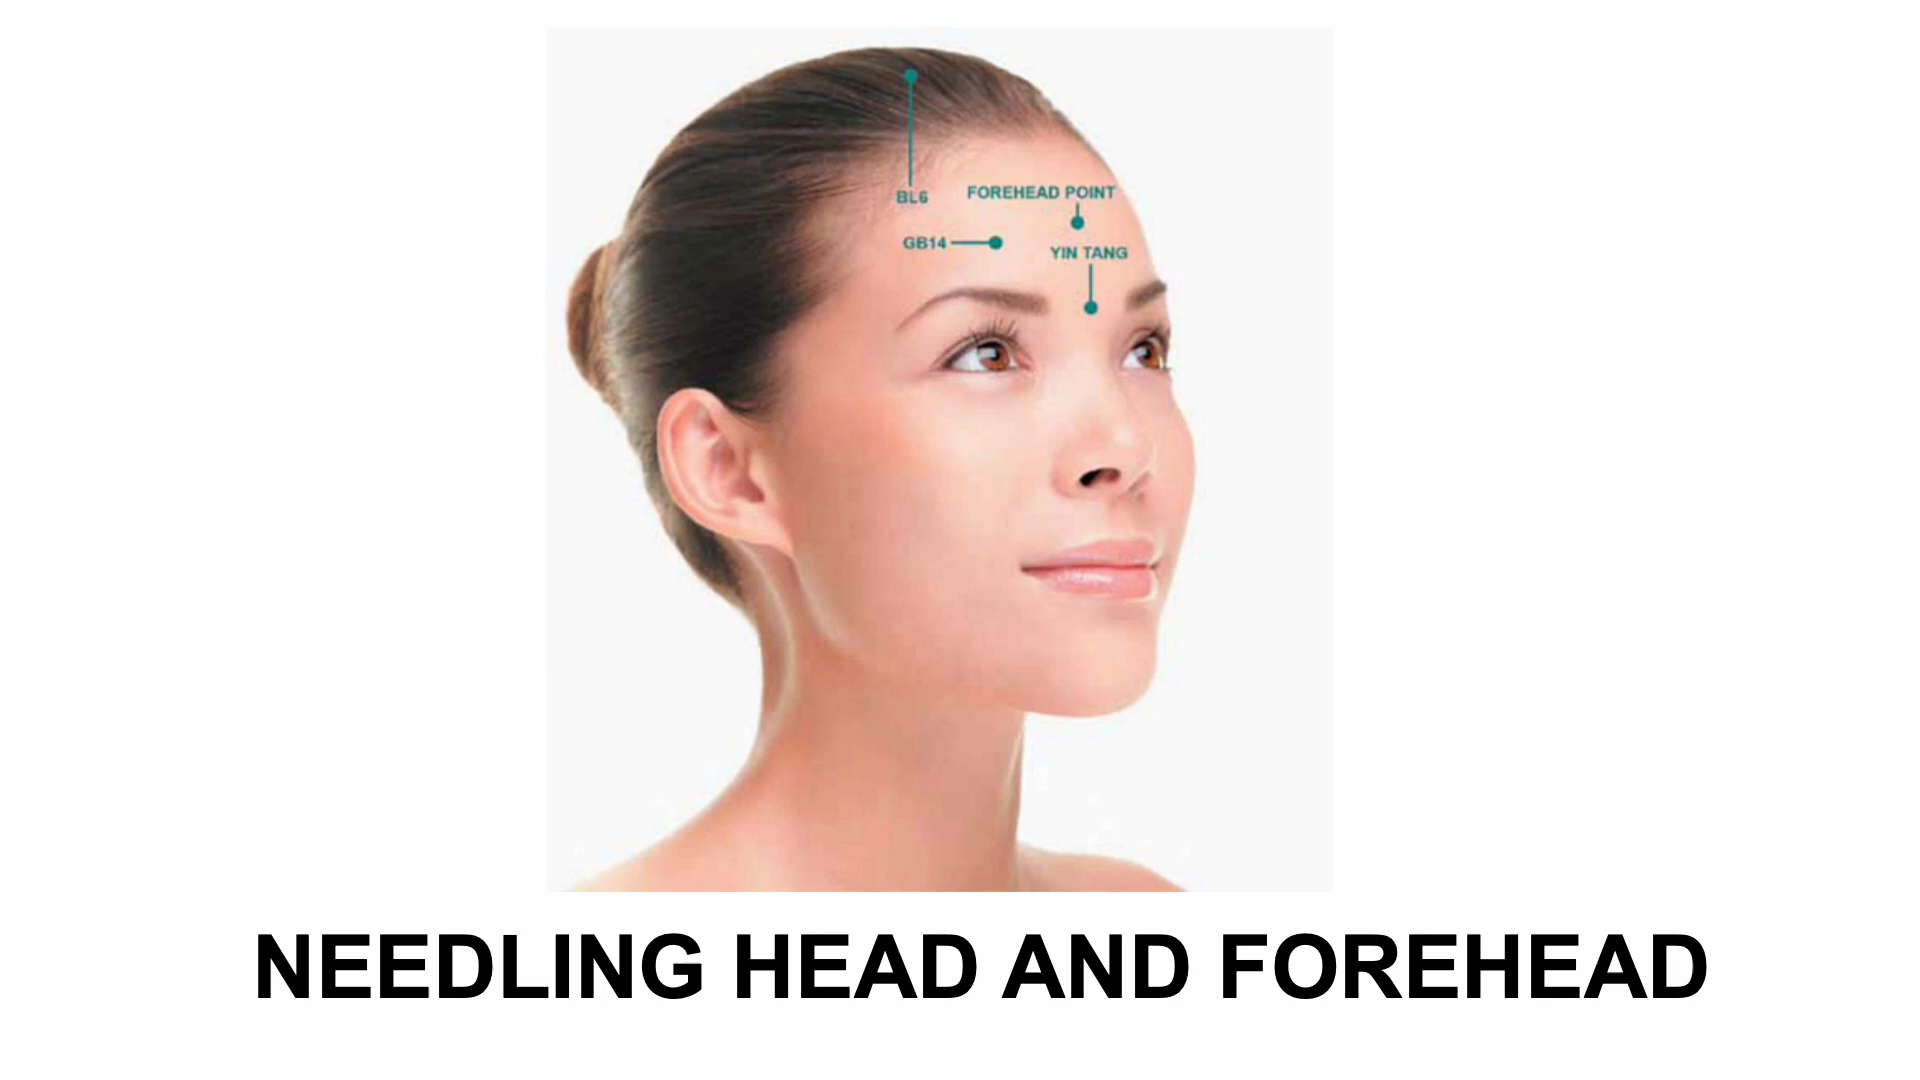 BL6
FOREHEAD POINT
GB14
YIN TANG
NEEDLING HEAD AND FOREHEAD